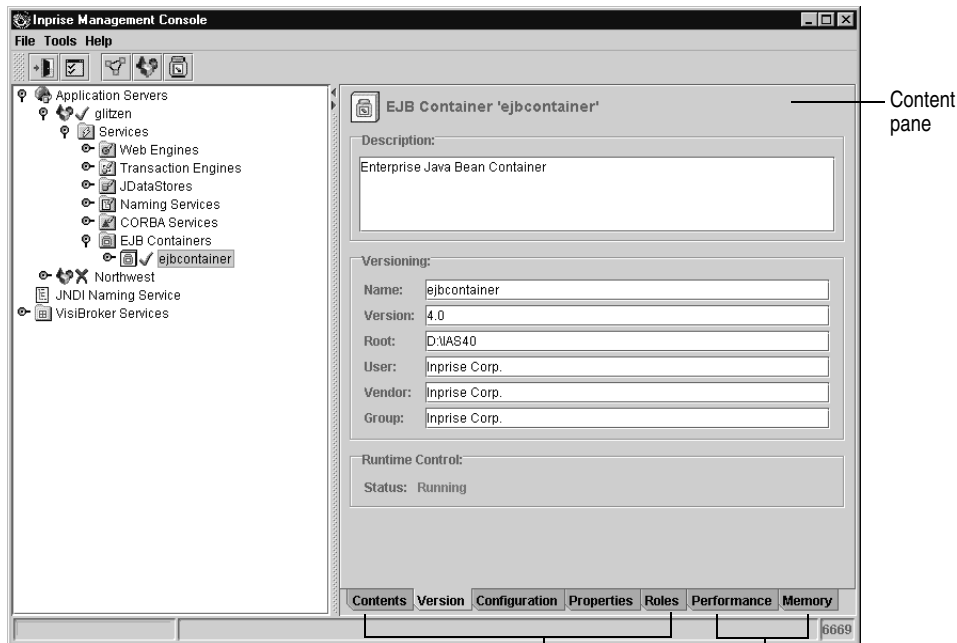 Inprise Management Console
File Tools Help
Application Servers
glitzen
Services
Web Engines
Transaction Engines
JDataStores
Naming Services
CORBA Services
EJB Containers
ejbcontainer
Northwest
JNDI Naming Service
VisiBroker Services
EJB Container 'ejbcontainer'
Description:
Enterprise Java Bean Container
Versioning:
Name: ejbcontainer
Version: 4.0
Root: D:\IAS40
User: Inprise Corp.
Vendor: Inprise Corp.
Group: Inprise Corp.
Runtime Control:
Status: Running
Contents Version Configuration Properties Roles Performance Memory
6669
Content
pane